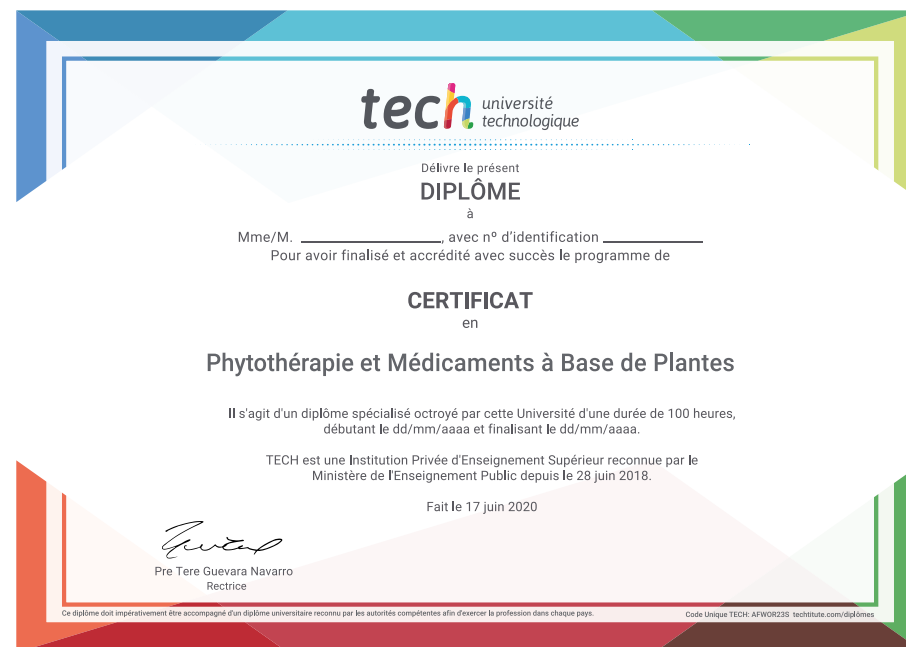 tech université
technologique
Délivre le présent
DIPLÔME
à
Mme/M. ____________________, avec nº d'identification ______________
Pour avoir finalisé et accrédité avec succès le programme de
CERTIFICAT
en
Phytothérapie et Médicaments à Base de Plantes
Il s'agit d'un diplôme spécialisé octroyé par cette Université d'une durée de 100 heures,
débutant le dd/mm/aaaa et finalisant le dd/mm/aaaa.
TECH est une Institution Privée d'Enseignement Supérieur reconnue par le
Ministère de l'Enseignement Public depuis le 28 juin 2018.
Fait le 17 juin 2020
Pre Tere Guevara Navarro
Rectrice
Ce diplôme doit impérativement être accompagné d'un diplôme universitaire reconnu par les autorités compétentes afin d'exercer la profession dans chaque pays.
Code Unique TECH: AFWOR23S techtitute.com/diplômes